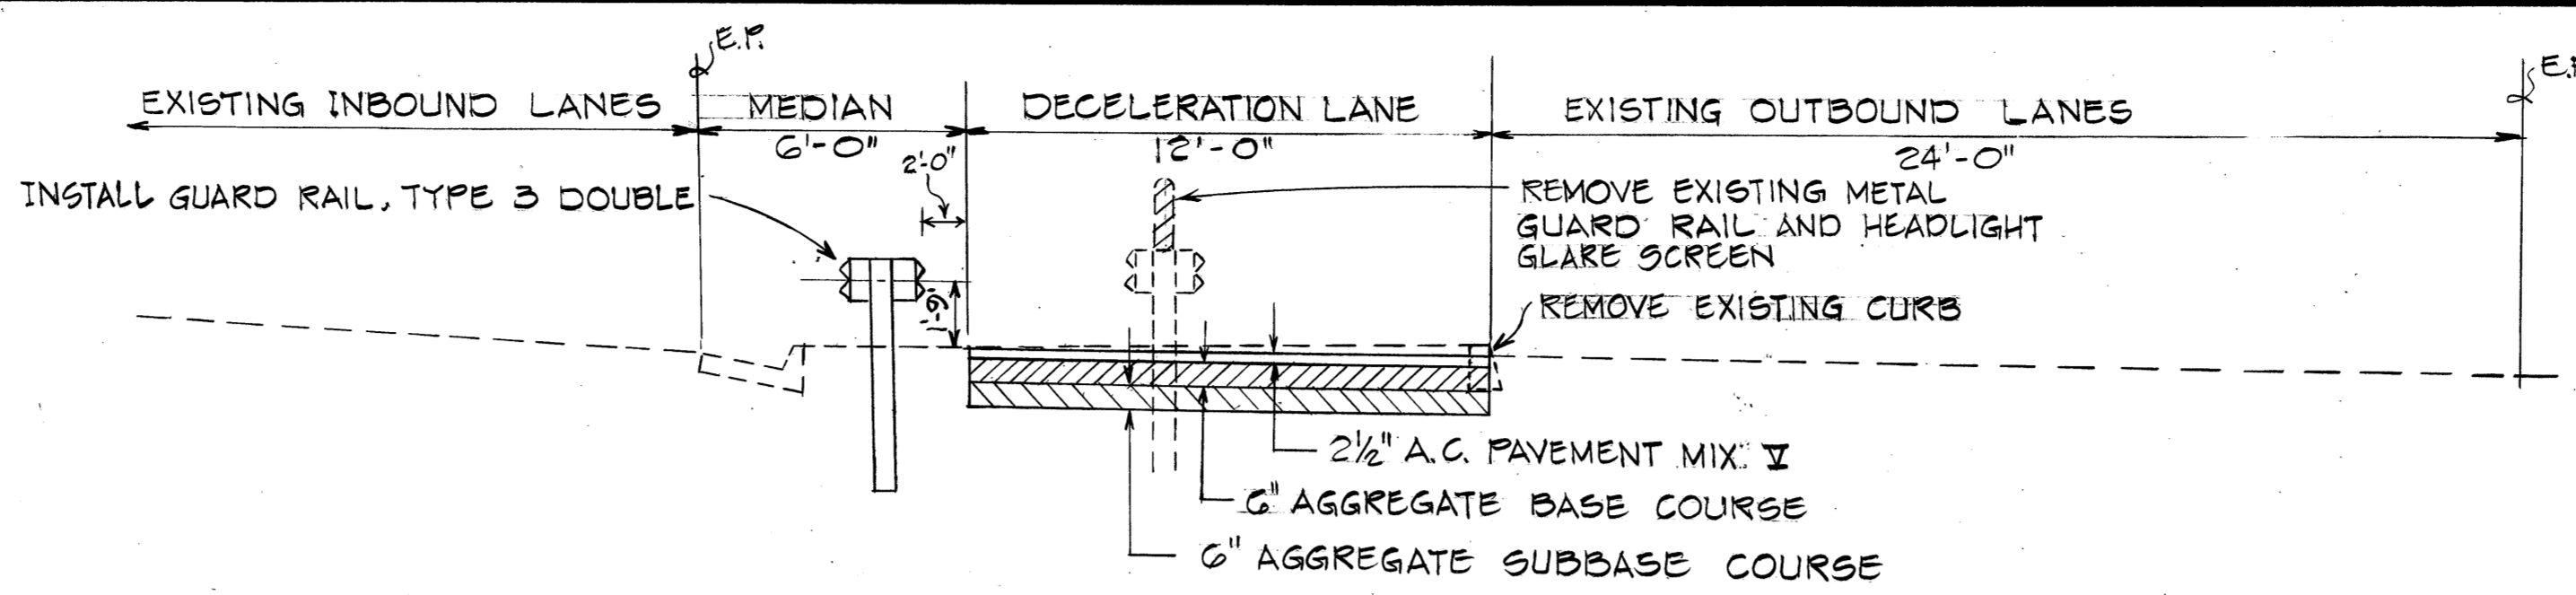 E.P.
E.P.
EXISTING INBOUND LANES
MEDIAN
DECELERATION LANE
EXISTING OUTBOUND LANES
6'-0"
12'-0"
24'-0"
2'-0"
INSTALL GUARD RAIL, TYPE 3 DOUBLE
REMOVE EXISTING METAL
GUARD RAIL AND HEADLIGHT
GLARE SCREEN
1'-9"
REMOVE EXISTING CURB
2½" A.C. PAVEMENT MIX V
6" AGGREGATE BASE COURSE
6" AGGREGATE SUBBASE COURSE